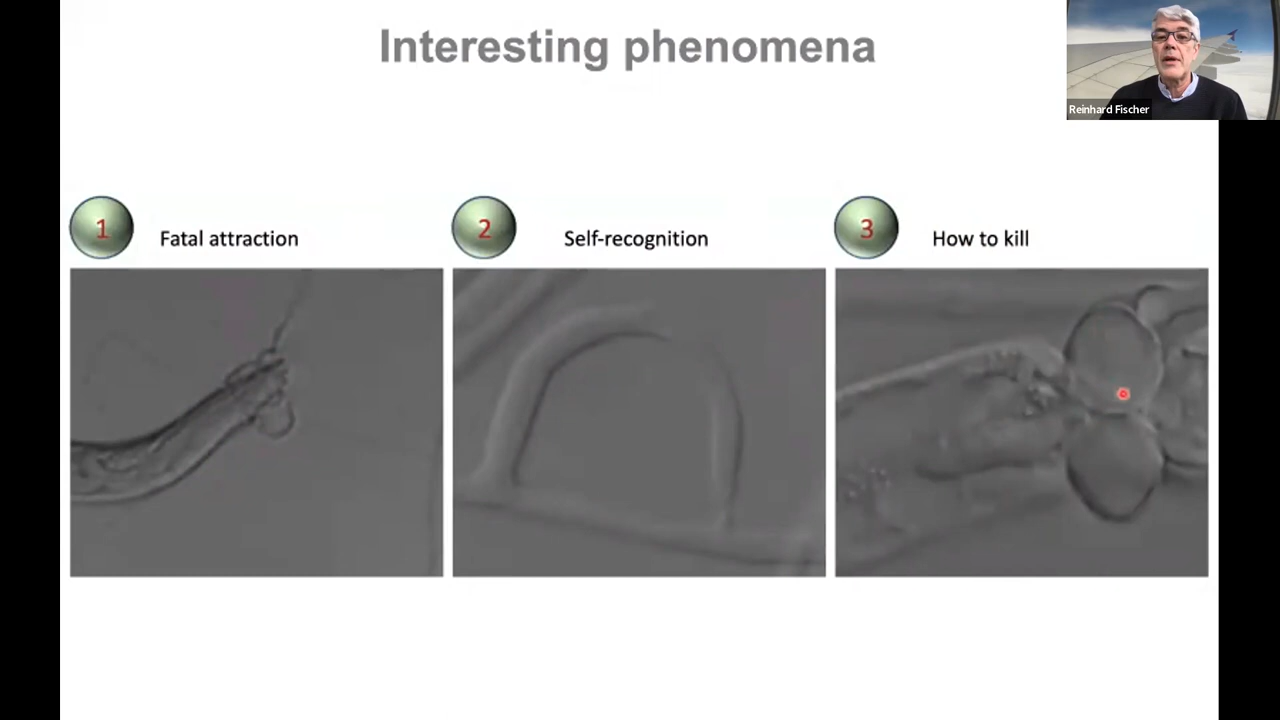 Interesting phenomena
Reinhard Fischer
1 Fatal attraction
2 Self-recognition
3 How to kill